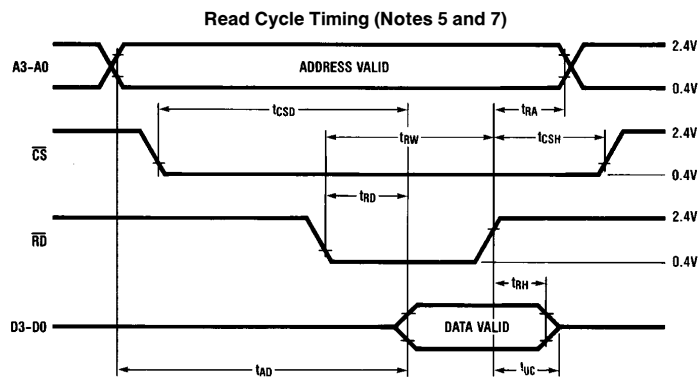 Read Cycle Timing (Notes 5 and 7)
A3-A0
ADDRESS VALID
2.4V
0.4V
tCSD
tRA
tRW
tCSH
CS
2.4V
0.4V
tRD
RD
2.4V
0.4V
tRH
D3-D0
DATA VALID
tAD
tUC